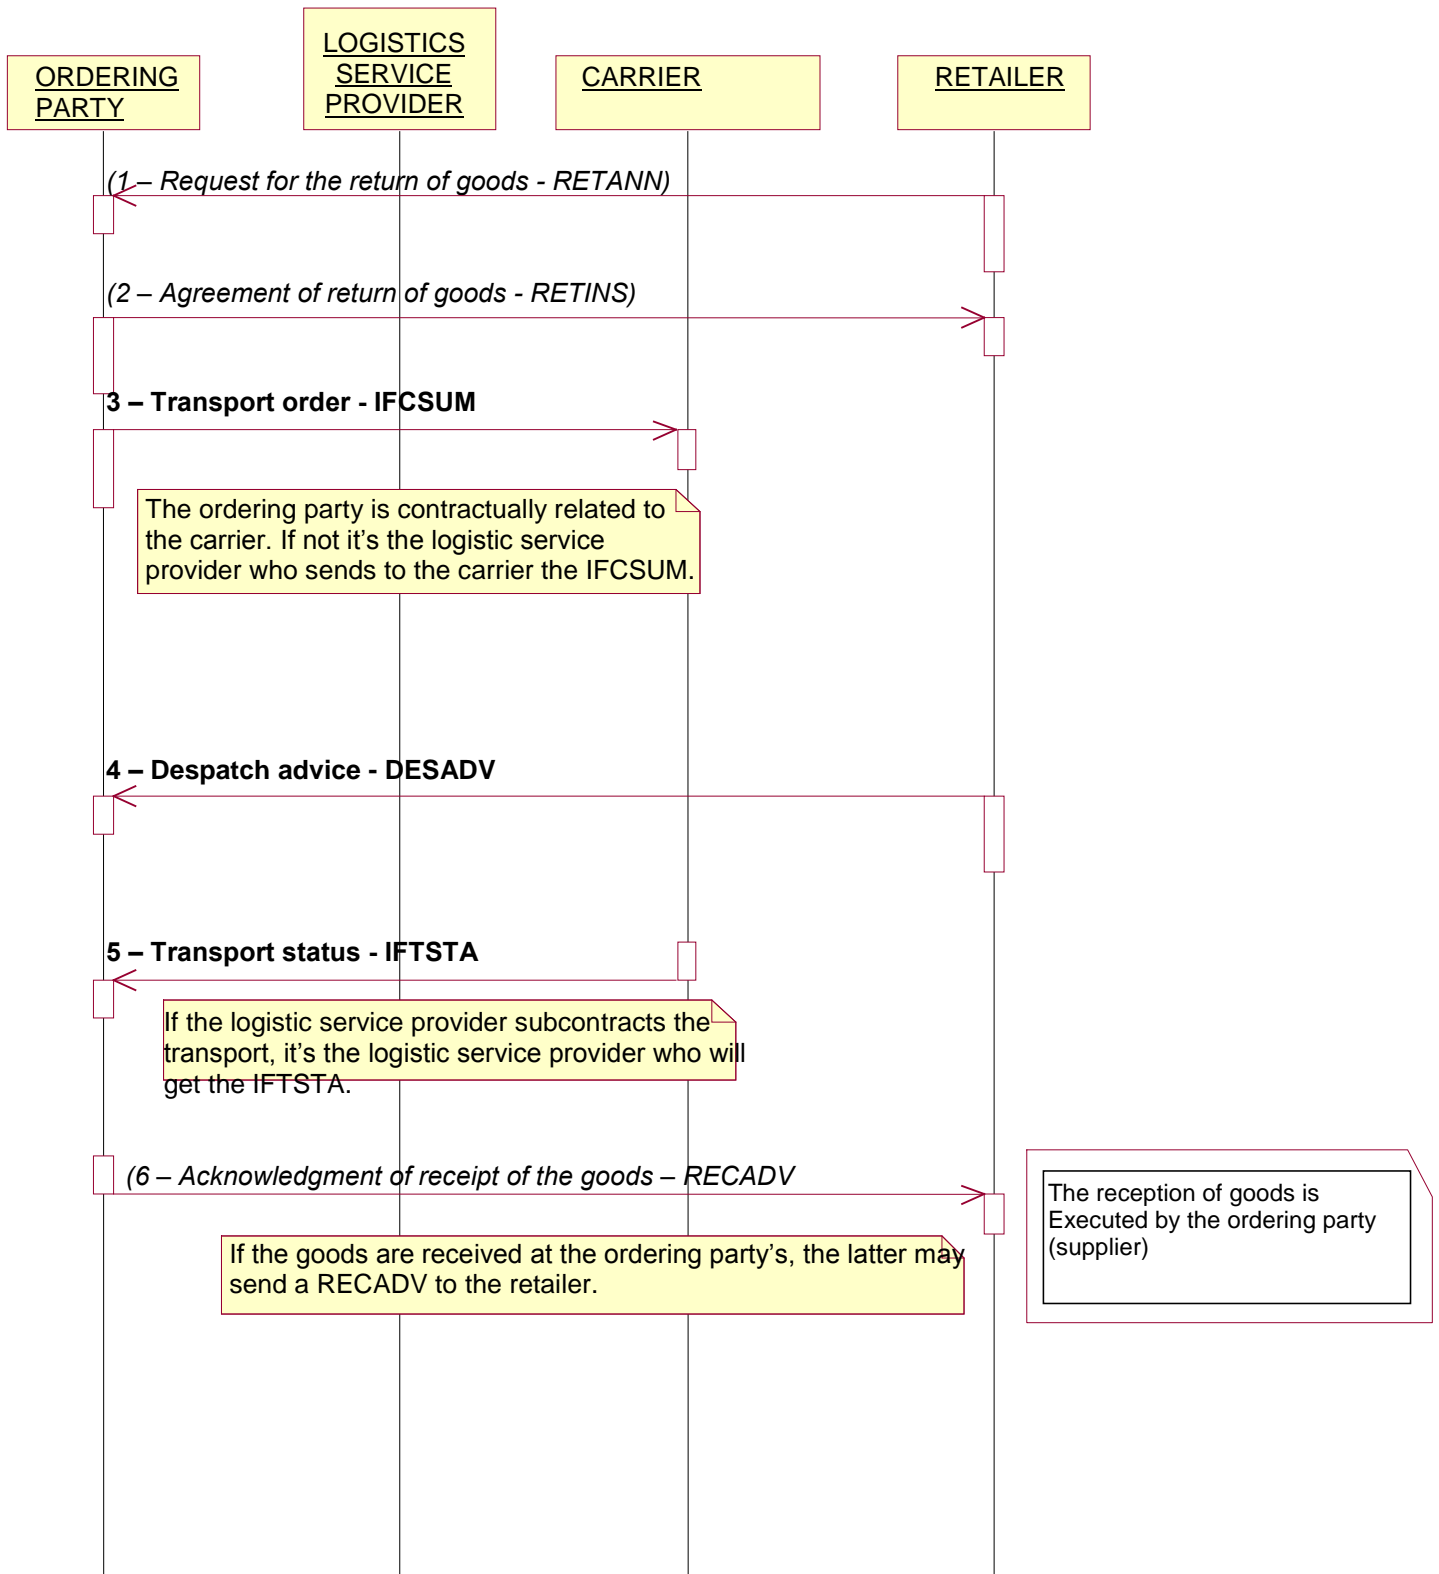 ORDERING
PARTY
LOGISTICS
SERVICE
PROVIDER
CARRIER
RETAILER
(1 – Request for the return of goods - RETANN)
(2 – Agreement of return of goods - RETINS)
3 – Transport order - IFCSUM
The ordering party is contractually related to
the carrier. If not it’s the logistic service
provider who sends to the carrier the IFCSUM.
4 – Despatch advice - DESADV
5 – Transport status - IFTSTA
If the logistic service provider subcontracts the
transport, it’s the logistic service provider who will
get the IFTSTA.
(6 – Acknowledgment of receipt of the goods – RECADV
The reception of goods is
Executed by the ordering party
(supplier)
If the goods are received at the ordering party’s, the latter may
send a RECADV to the retailer.